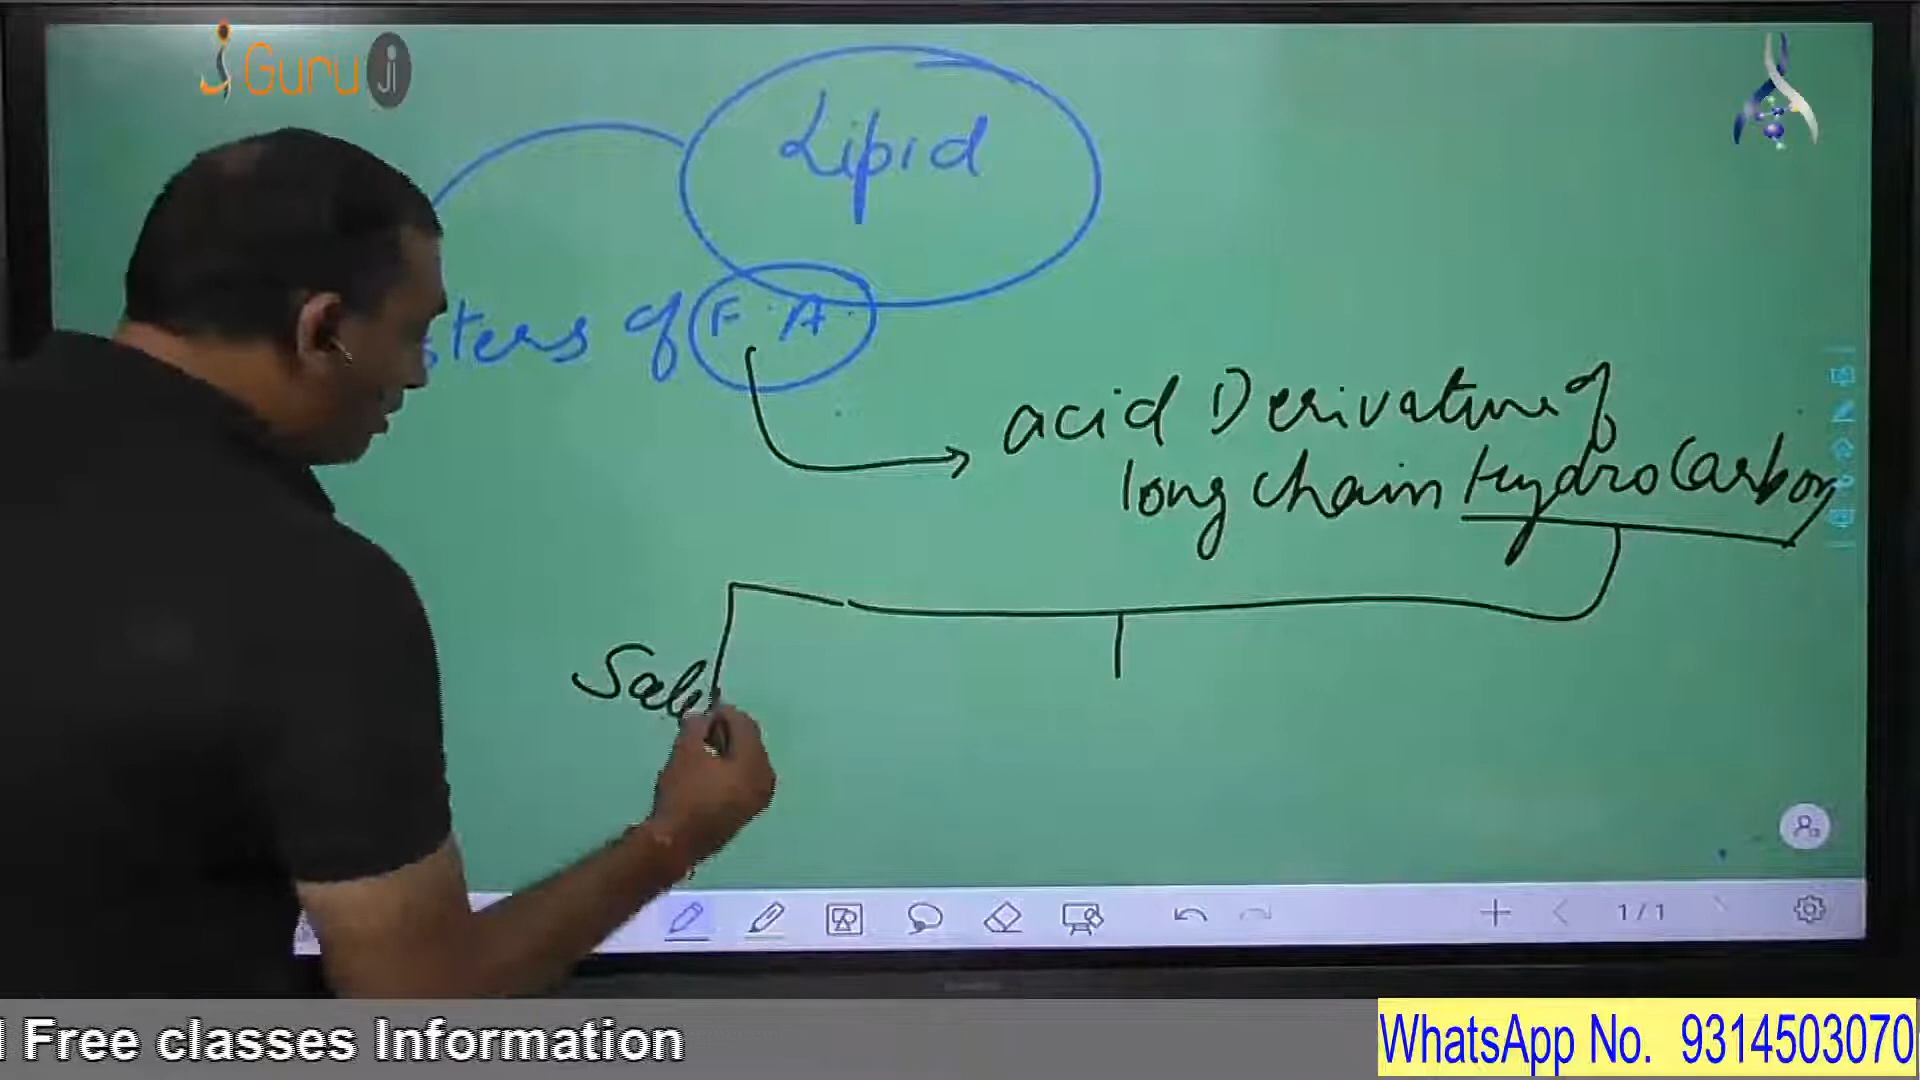 iGuru ji
Lipid
sters of F.A.
acid Derivative of
long chain HydroCarbon
1/1
Free classes Information
WhatsApp No. 9314503070